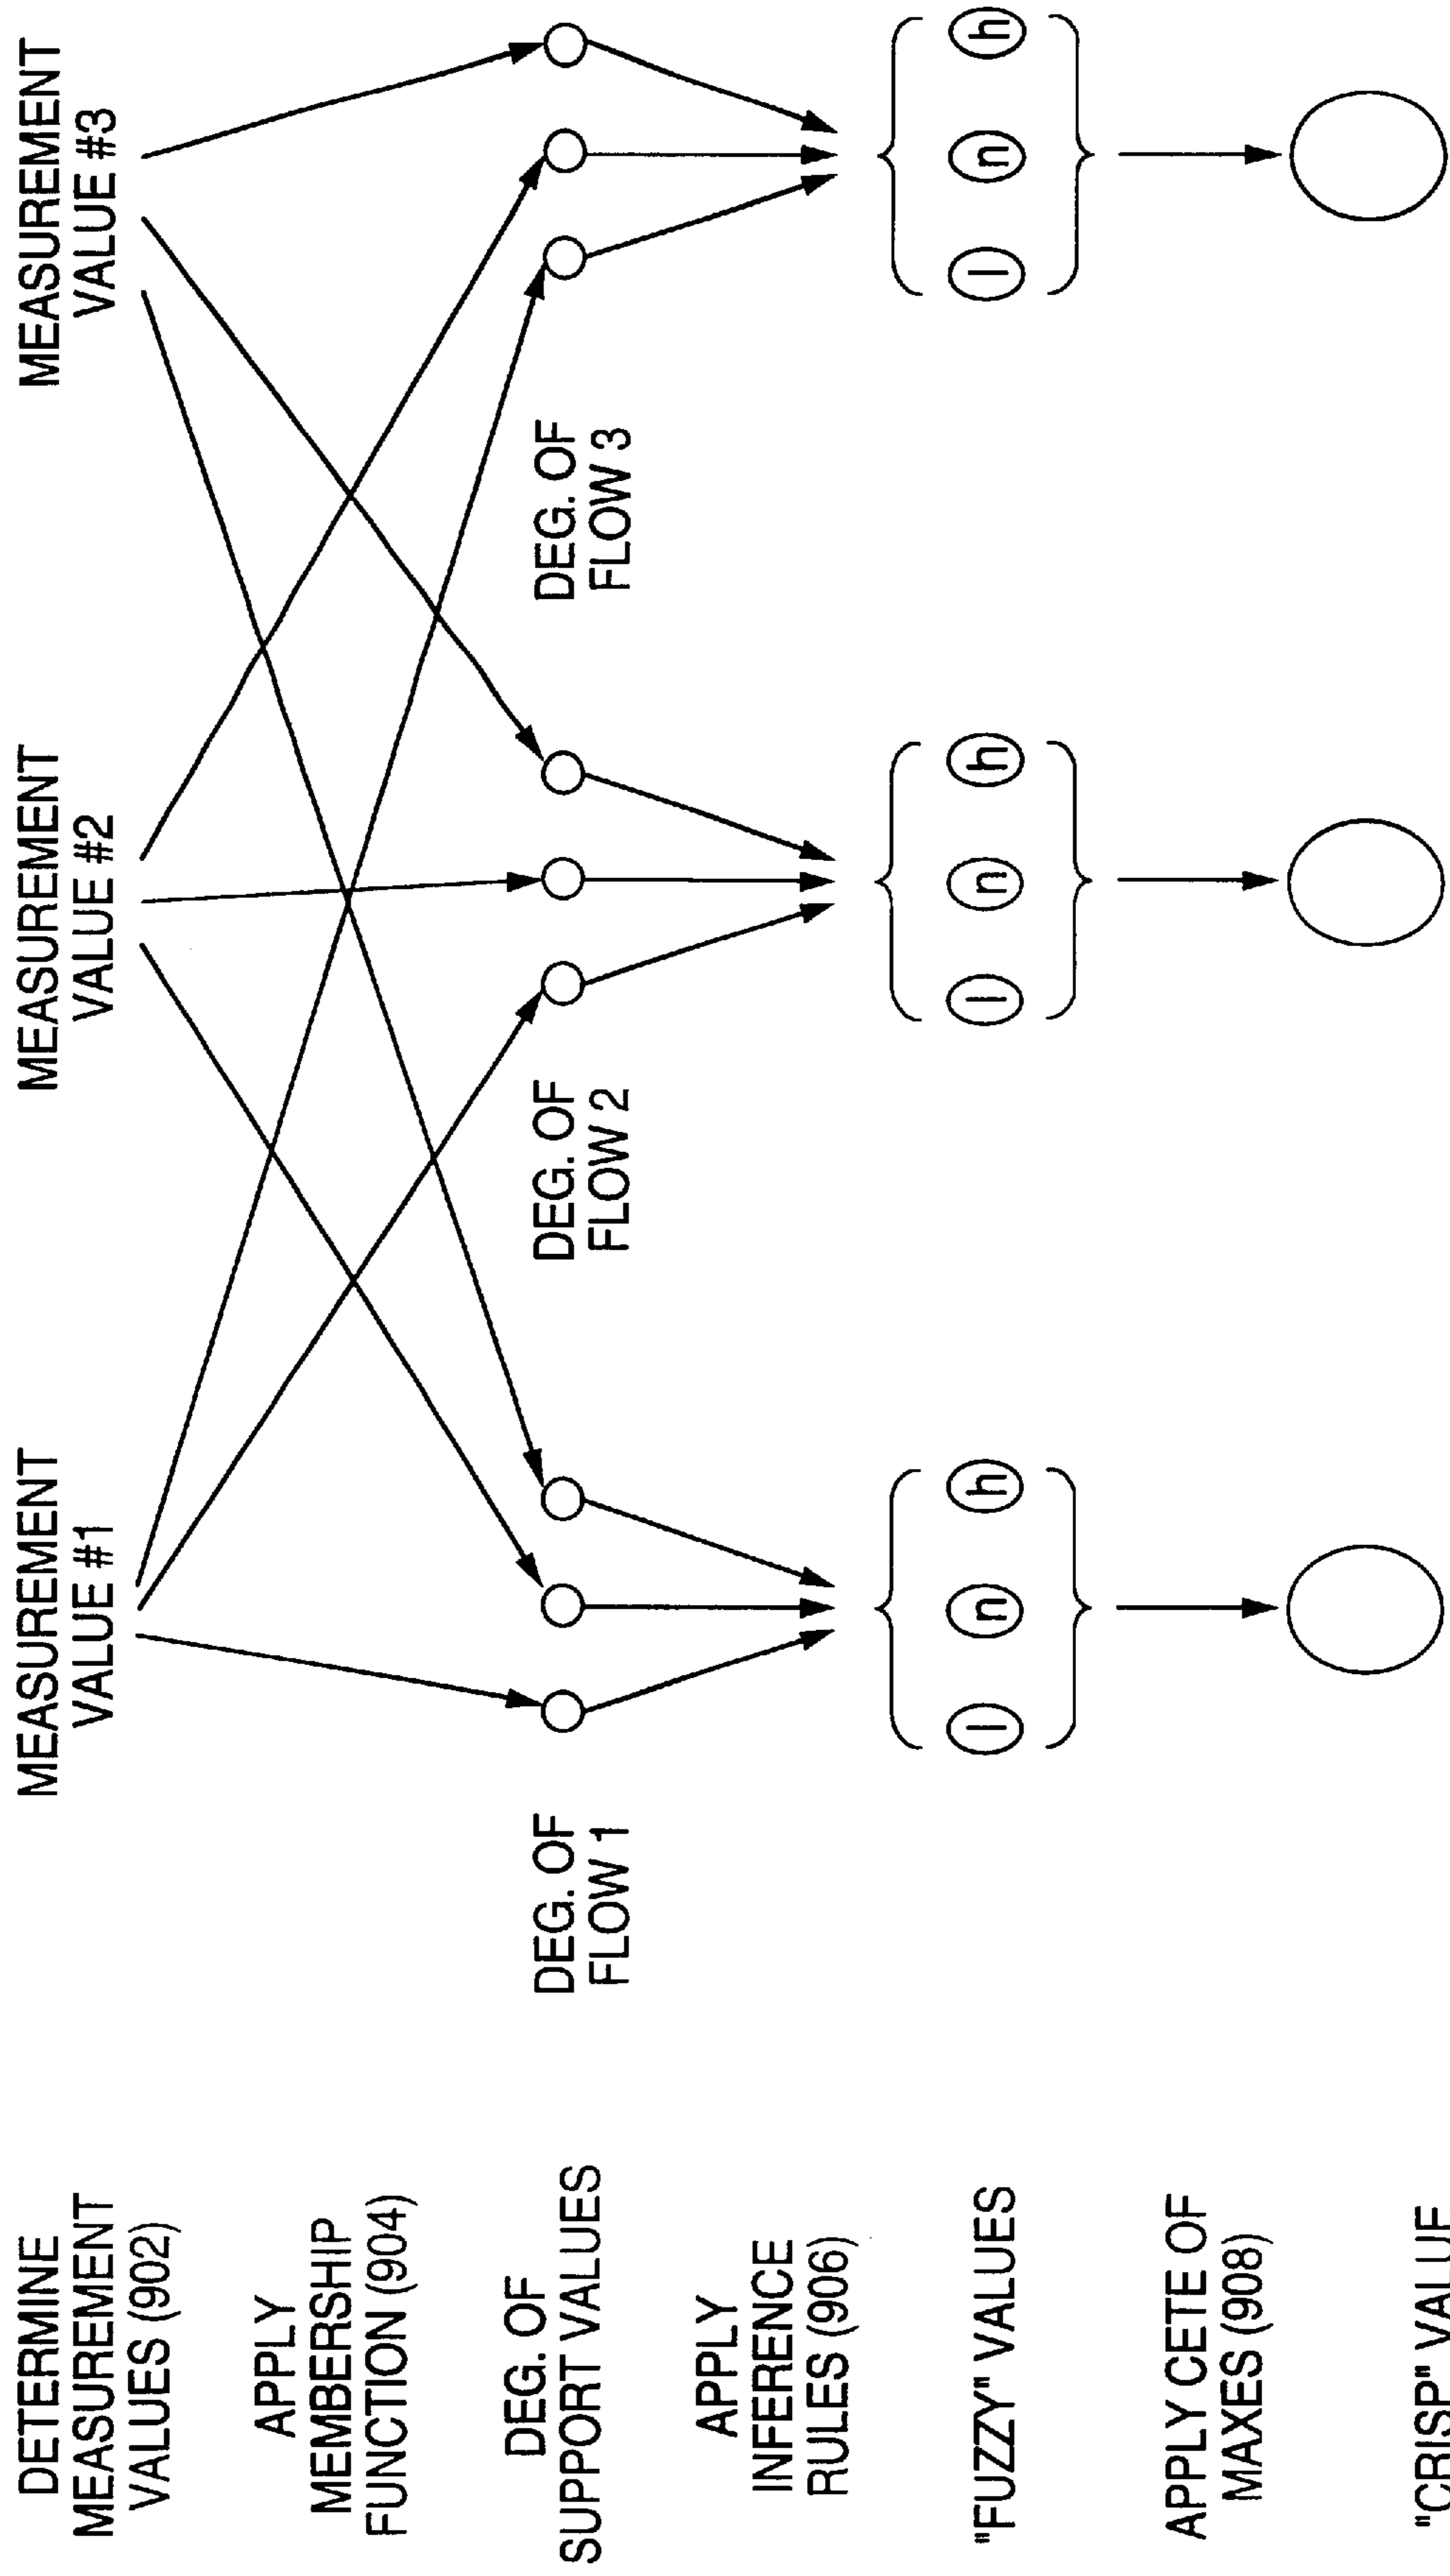 DETERMINE
MEASUREMENT
VALUES (902)
MEASUREMENT
VALUE #1
MEASUREMENT
VALUE #2
MEASUREMENT
VALUE #3
APPLY
MEMBERSHIP
FUNCTION (904)
DEG. OF
SUPPORT VALUES
DEG. OF
FLOW 1
DEG. OF
FLOW 2
DEG. OF
FLOW 3
APPLY
INFERENCE
RULES (906)
"FUZZY" VALUES
l n h
l n h
l n h
APPLY CETE OF
MAXES (908)
"CRISP" VALUE